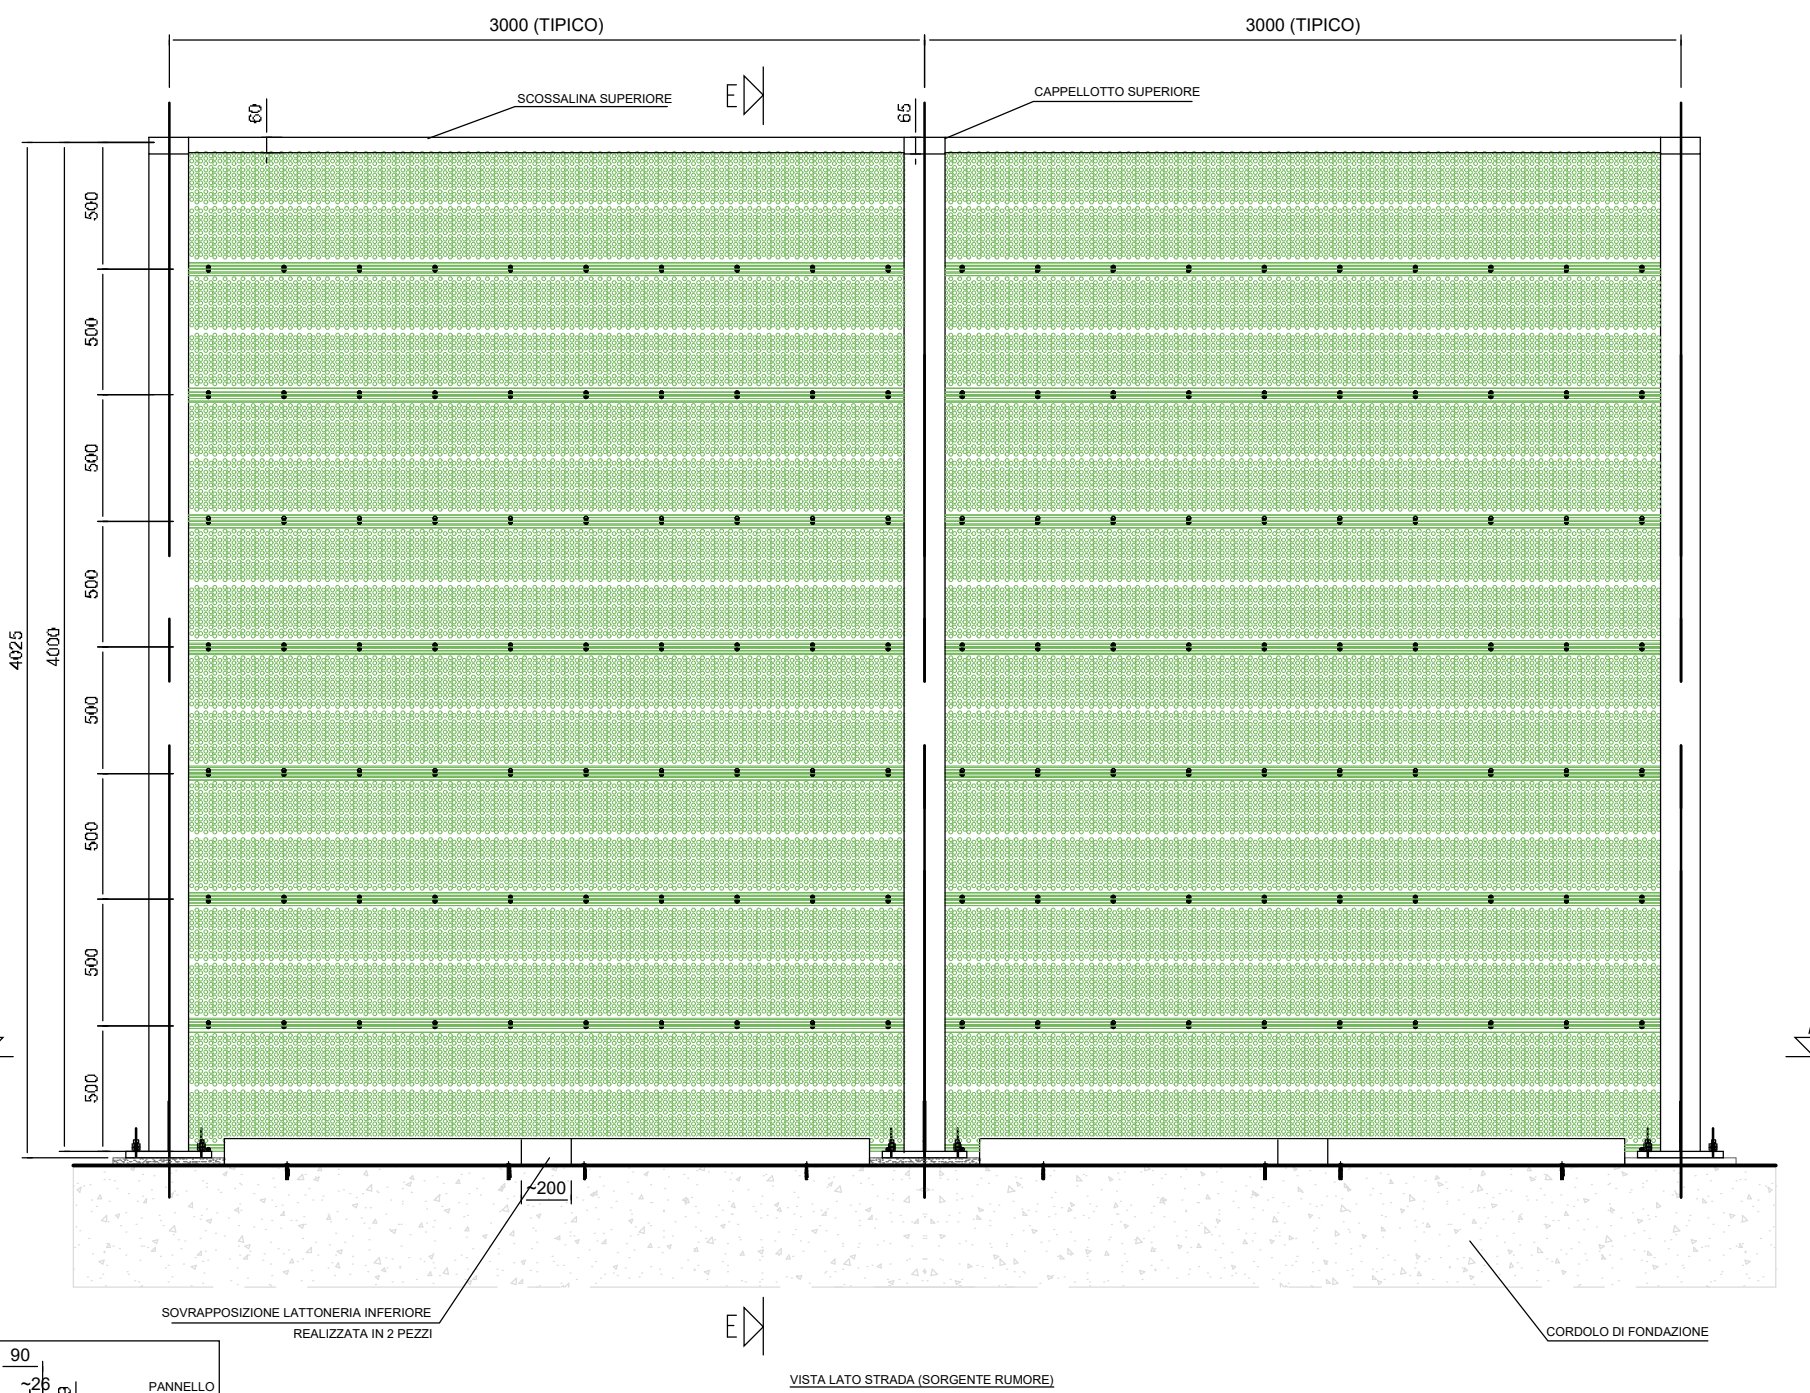 3000 (TIPICO)
3000 (TIPICO)
SCOSSALINA SUPERIORE
E
CAPPELLOTTO SUPERIORE
60
65
500
500
500
500
500
500
500
500
4000
4025
~200
SOVRAPPOSIZIONE LATTONERIA INFERIORE
REALIZZATA IN 2 PEZZI
E
CORDOLO DI FONDAZIONE
VISTA LATO STRADA (SORGENTE RUMORE)
90
~26
PANNELLO